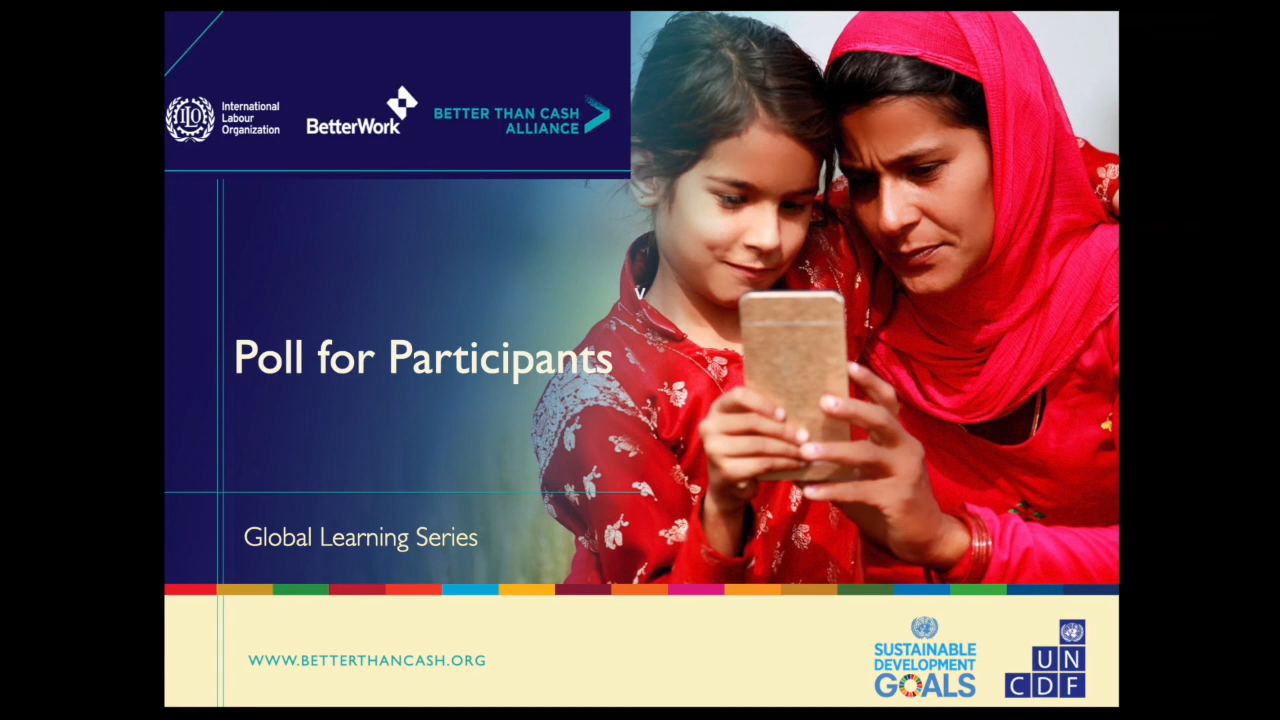 ILO
International
Labour
Organization
BetterWork
BETTER THAN CASH
ALLIANCE
v
Poll for Participants
Global Learning Series
WWW.BETTERTHANCASH.ORG
SUSTAINABLE
DEVELOPMENT
GOALS
UN
CDF